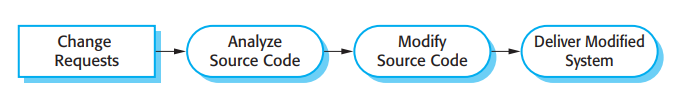 Change
Requests
Analyze
Source Code
Modify
Source Code
Deliver Modified
System